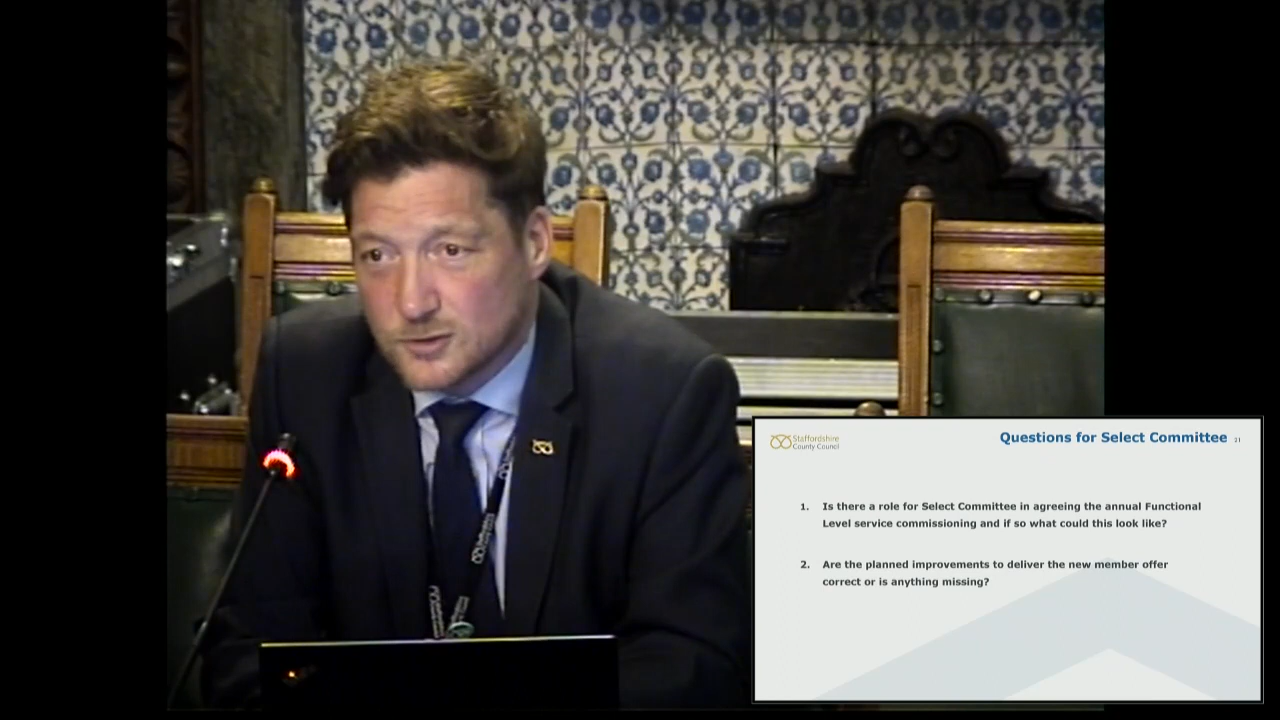 Staffordshire
County Council
Questions for Select Committee
21
1. Is there a role for Select Committee in agreeing the annual Functional
Level service commissioning and if so what could this look like?
2. Are the planned improvements to deliver the new member offer
correct or is anything missing?